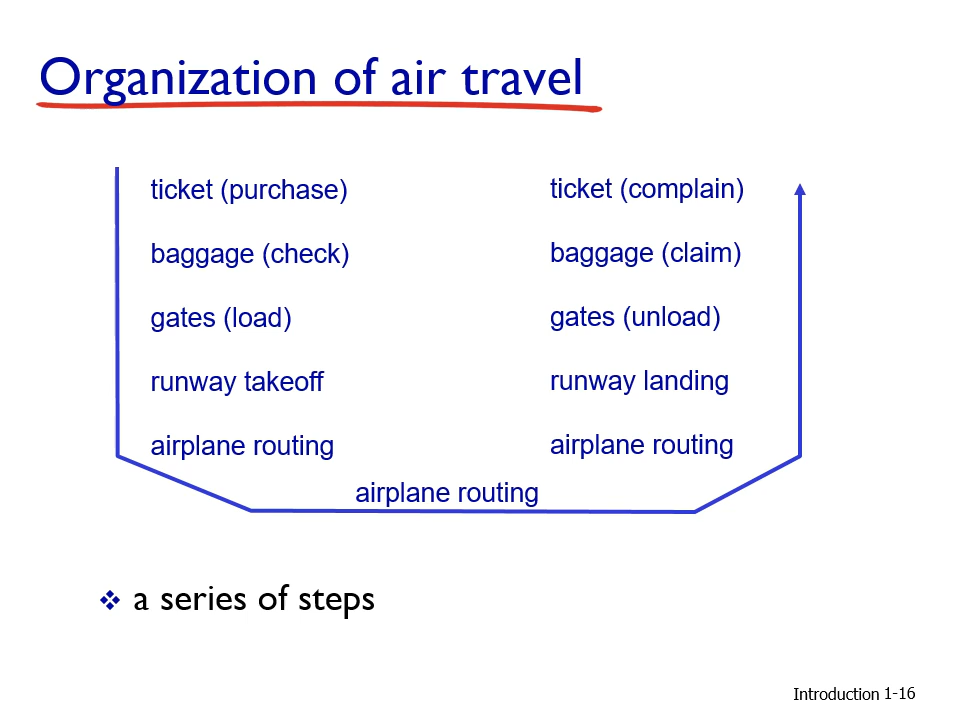 Organization of air travel
ticket (purchase)
baggage (check)
gates (load)
runway takeoff
airplane routing
ticket (complain)
baggage (claim)
gates (unload)
runway landing
airplane routing
airplane routing
a series of steps
Introduction 1-16